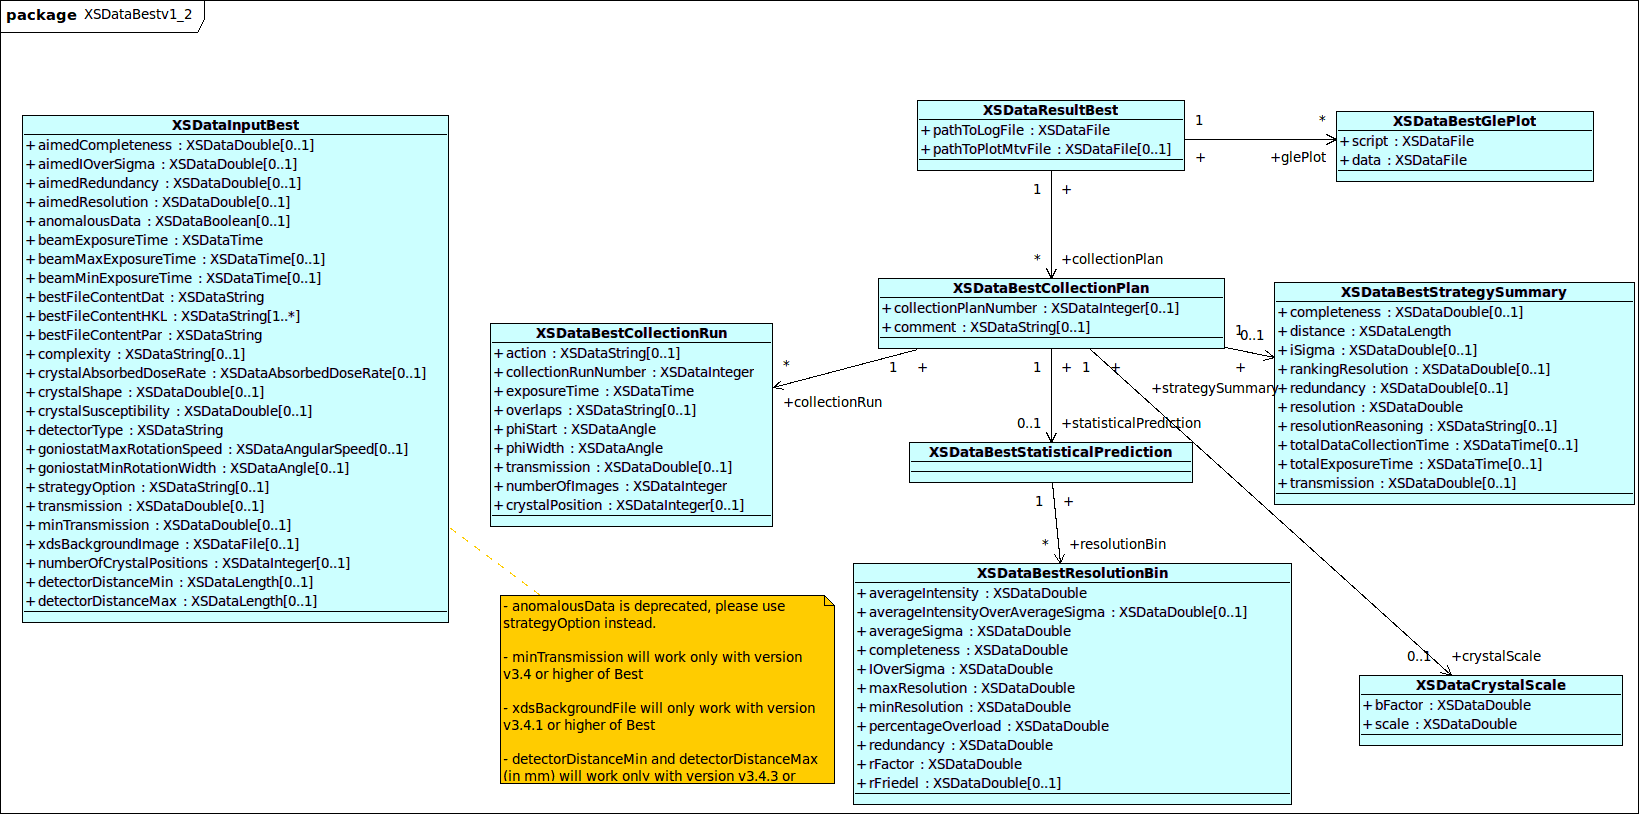 package XSDataBestv1_2
XSDataInputBest
+ aimedCompleteness : XSDataDouble[0..1]
+ aimedIOverSigma : XSDataDouble[0..1]
+ aimedRedundancy : XSDataDouble[0..1]
+ aimedResolution : XSDataDouble[0..1]
+ anomalousData : XSDataBoolean[0..1]
+ beamExposureTime : XSDataTime
+ beamMaxExposureTime : XSDataTime[0..1]
+ beamMinExposureTime : XSDataTime[0..1]
+ bestFileContentDat : XSDataString
+ bestFileContentHKL : XSDataString[1..*]
+ bestFileContentPar : XSDataString
+ complexity : XSDataString[0..1]
+ crystalAbsorbedDoseRate : XSDataAbsorbedDoseRate[0..1]
+ crystalShape : XSDataDouble[0..1]
+ crystalSusceptibility : XSDataDouble[0..1]
+ detectorType : XSDataString
+ goniostatMaxRotationSpeed : XSDataAngularSpeed[0..1]
+ goniostatMinRotationWidth : XSDataAngle[0..1]
+ strategyOption : XSDataString[0..1]
+ transmission : XSDataDouble[0..1]
+ minTransmission : XSDataDouble[0..1]
+ xdsBackgroundImage : XSDataFile[0..1]
+ numberOfCrystalPositions : XSDataInteger[0..1]
+ detectorDistanceMin : XSDataLength[0..1]
+ detectorDistanceMax : XSDataLength[0..1]
- anomalousData is deprecated, please use
strategyOption instead.
- minTransmission will work only with version
v3.4 or higher of Best
- xdsBackgroundFile will only work with version
v3.4.1 or higher of Best
- detectorDistanceMin and detectorDistanceMax
(in mm) will work only with version v3.4.3 or
XSDataResultBest
+ pathToLogFile : XSDataFile
+ pathToPlotMtvFile : XSDataFile[0..1]
1
*
+
+glePlot
XSDataBestGlePlot
+ script : XSDataFile
+ data : XSDataFile
1
+
*
+collectionPlan
XSDataBestCollectionPlan
+ collectionPlanNumber : XSDataInteger[0..1]
+ comment : XSDataString[0..1]
1
+
*
+collectionRun
XSDataBestCollectionRun
+ action : XSDataString[0..1]
+ collectionRunNumber : XSDataInteger
+ exposureTime : XSDataTime
+ overlaps : XSDataString[0..1]
+ phiStart : XSDataAngle
+ phiWidth : XSDataAngle
+ transmission : XSDataDouble[0..1]
+ numberOfImages : XSDataInteger
+ crystalPosition : XSDataInteger[0..1]
1
0..1
+
+strategySummary
XSDataBestStrategySummary
+ completeness : XSDataDouble[0..1]
+ distance : XSDataLength
+ iSigma : XSDataDouble[0..1]
+ rankingResolution : XSDataDouble[0..1]
+ redundancy : XSDataDouble[0..1]
+ resolution : XSDataDouble
+ resolutionReasoning : XSDataString[0..1]
+ totalDataCollectionTime : XSDataTime[0..1]
+ totalExposureTime : XSDataTime[0..1]
+ transmission : XSDataDouble[0..1]
1
+
0..1
+statisticalPrediction
XSDataBestStatisticalPrediction
1
+
*
+resolutionBin
XSDataBestResolutionBin
+ averageIntensity : XSDataDouble
+ averageIntensityOverAverageSigma : XSDataDouble[0..1]
+ averageSigma : XSDataDouble
+ completeness : XSDataDouble
+ IOverSigma : XSDataDouble
+ maxResolution : XSDataDouble
+ minResolution : XSDataDouble
+ percentageOverload : XSDataDouble
+ redundancy : XSDataDouble
+ rFactor : XSDataDouble
+ rFriedel : XSDataDouble[0..1]
1
+
0..1
+crystalScale
XSDataCrystalScale
+ bFactor : XSDataDouble
+ scale : XSDataDouble